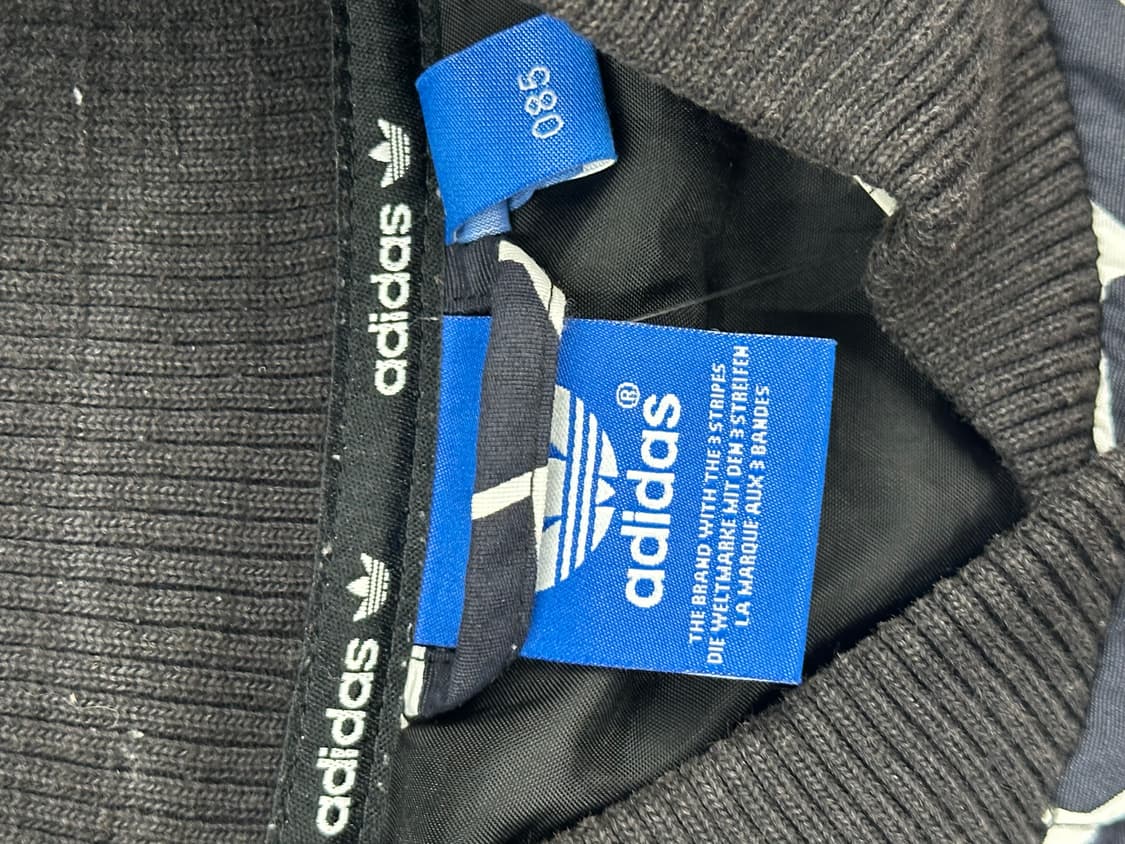 adidas
adidas
085
adidas®
THE BRAND WITH THE 3 STRIPES
DIE WELTMARKE MIT DEN 3 STREIFEN
LA MARQUE AUX 3 BANDES